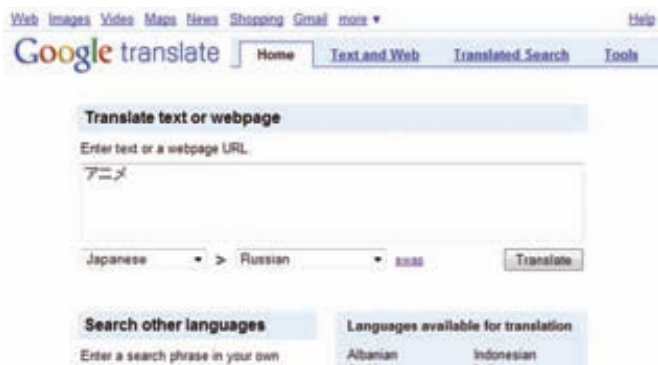 Web Images Video Maps News Shopping Gmail more ▼ Help
Google translate Home Text and Web Translated Search Tools
Translate text or webpage
Enter text or a webpage URL.
アニメ
Japanese > Russian swap Translate
Search other languages Languages available for translation
Enter a search phrase in your own Albanian Indonesian